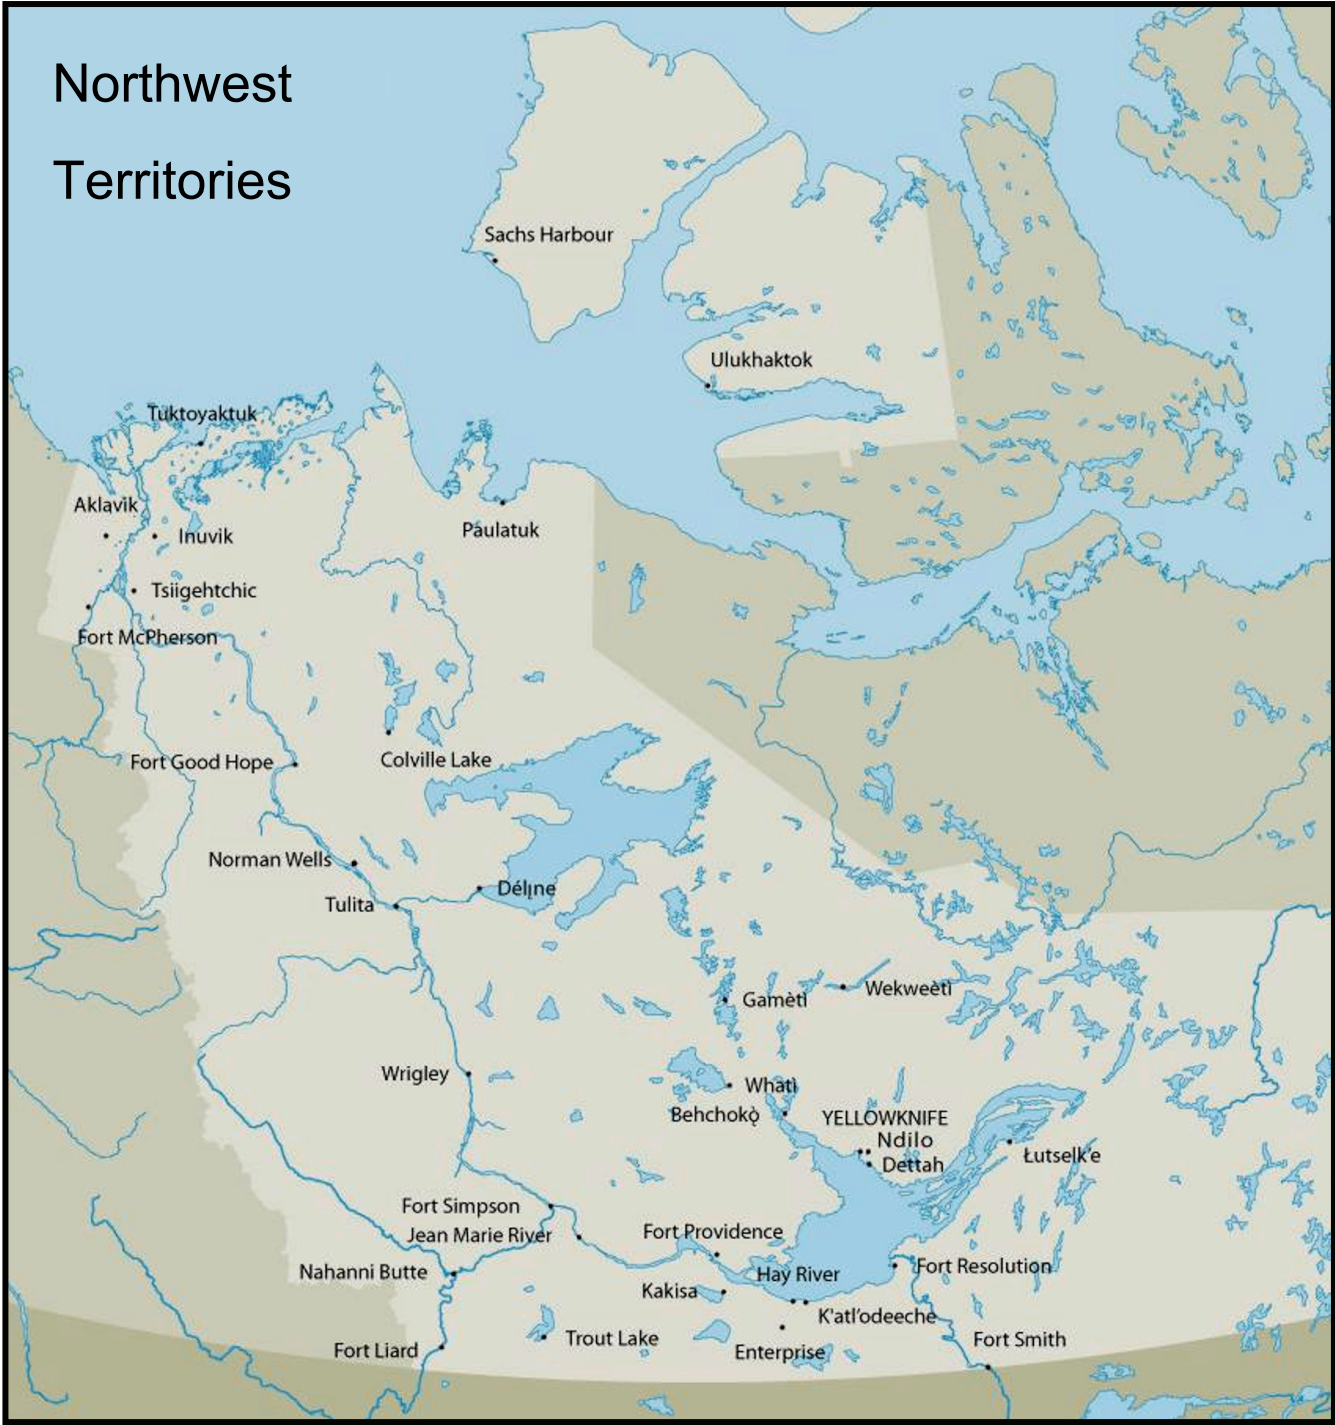 Northwest
Territories
Sachs Harbour
Ulukhaktok
Tuktoyaktuk
Aklavik
Inuvik
Paulatuk
Tsiigehtchic
Fort McPherson
Fort Good Hope
Colville Lake
Norman Wells
Délįne
Tulita
Wekweètì
Gamètì
Wrigley
Whatì
Behchokǫ̀
YELLOWKNIFE
Ndilo
Dettah
Łutselk'e
Fort Simpson
Jean Marie River
Fort Providence
Nahanni Butte
Hay River
Fort Resolution
Kakisa
K'atl'odeeche
Trout Lake
Fort Smith
Fort Liard
Enterprise